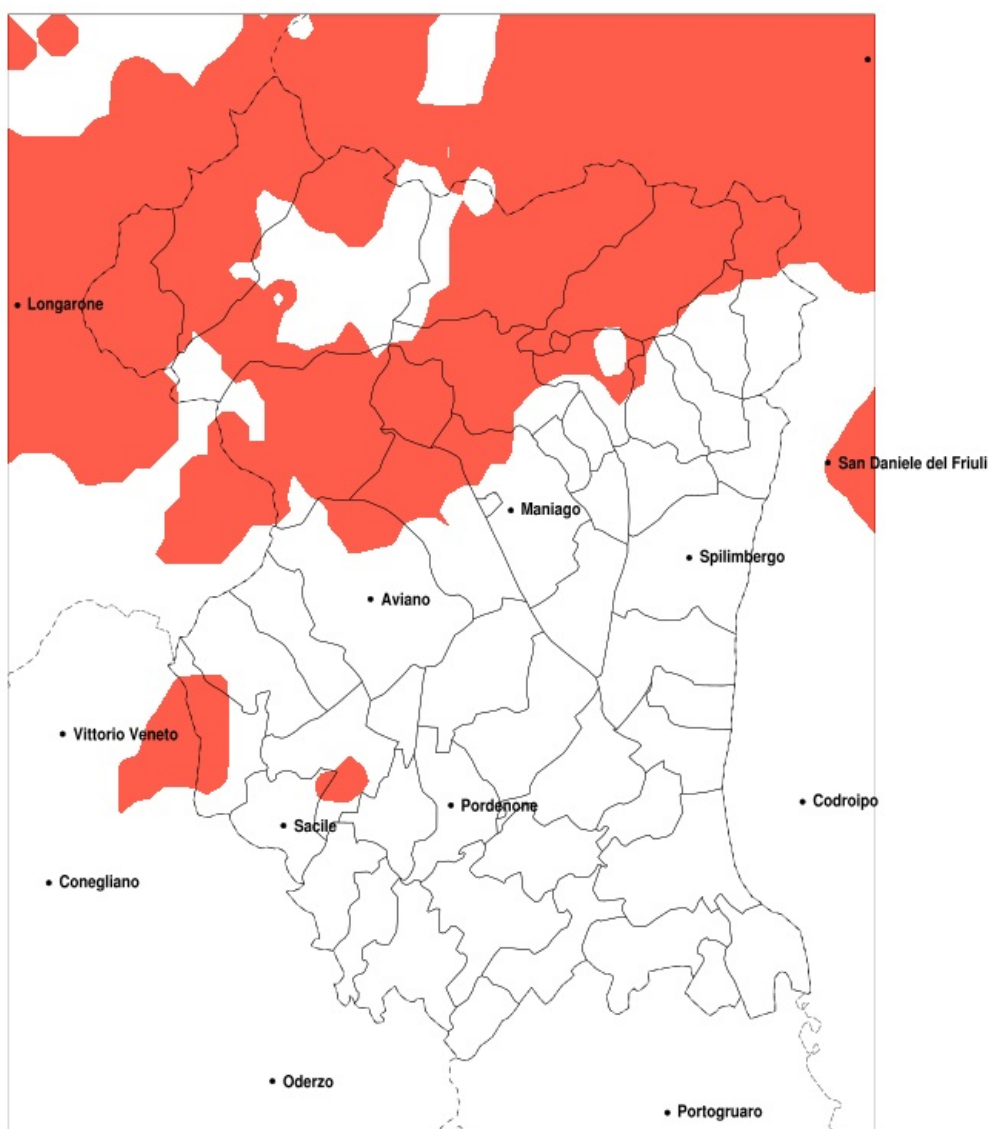 Longarone
San Daniele del Friuli
Maniago
Spilimbergo
Aviano
Vittorio Veneto
Pordenone
Codroipo
Sacile
Conegliano
Oderzo
Portogruaro